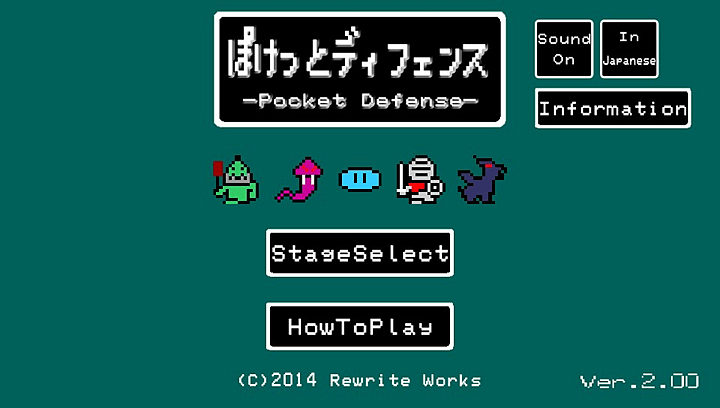 ぽけっとディフェンス
-Pocket Defense-
Sound
On
In
Japanese
Information
StageSelect
HowToPlay
(C)2014 Rewrite Works
Ver.2.00